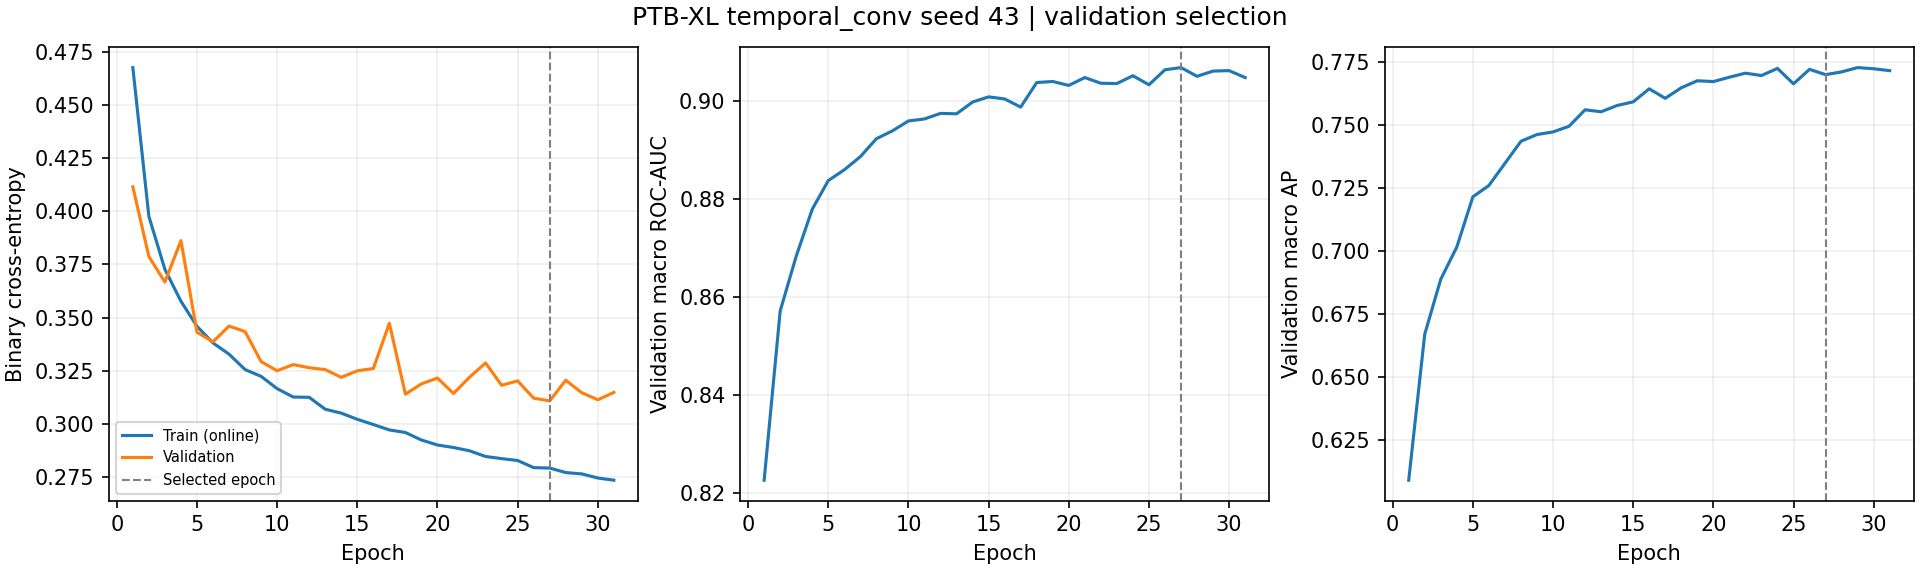 PTB-XL temporal_conv seed 43 | validation selection
Binary cross-entropy
0.475
0.450
0.425
0.400
0.375
0.350
0.325
0.300
0.275
Train (online)
Validation
Selected epoch
0 5 10 15 20 25 30
Epoch
Validation macro ROC-AUC
0.90
0.88
0.86
0.84
0.82
0 5 10 15 20 25 30
Epoch
Validation macro AP
0.775
0.750
0.725
0.700
0.675
0.650
0.625
0 5 10 15 20 25 30
Epoch